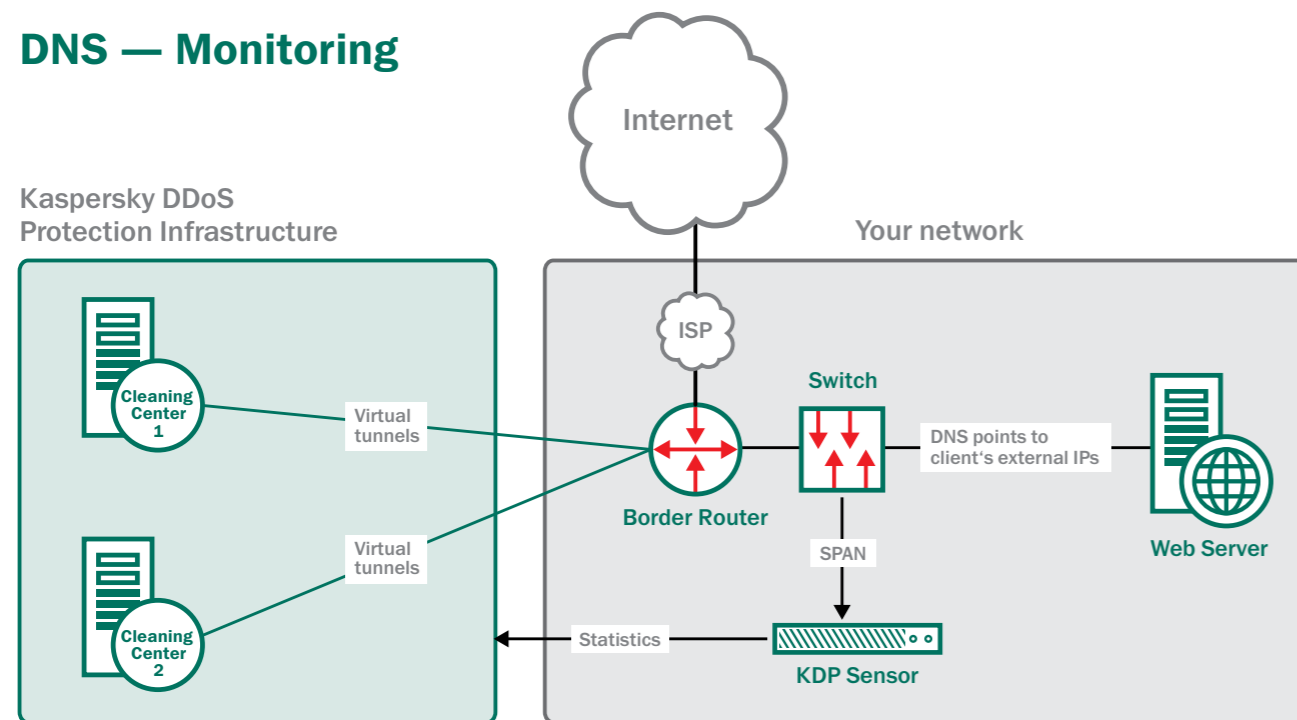 DNS — Monitoring
Internet
Kaspersky DDoS
Protection Infrastructure
Your network
ISP
Switch
Cleaning
Center
1
Virtual
tunnels
DNS points to
client‘s external IPs
Border Router
Web Server
Virtual
tunnels
SPAN
Cleaning
Center
2
Statistics
KDP Sensor